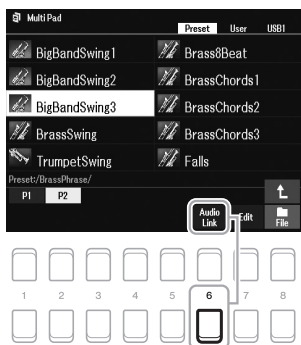 Multi Pad
Preset User USB1
BigBandSwing1 Brass8Beat
BigBandSwing2 BrassChords1
BigBandSwing3 BrassChords2
BrassSwing BrassChords3
TrumpetSwing Falls
Preset:/BrassPhrase/
P1 P2
Audio Link Edit File
1 2 3 4 5 6 7 8